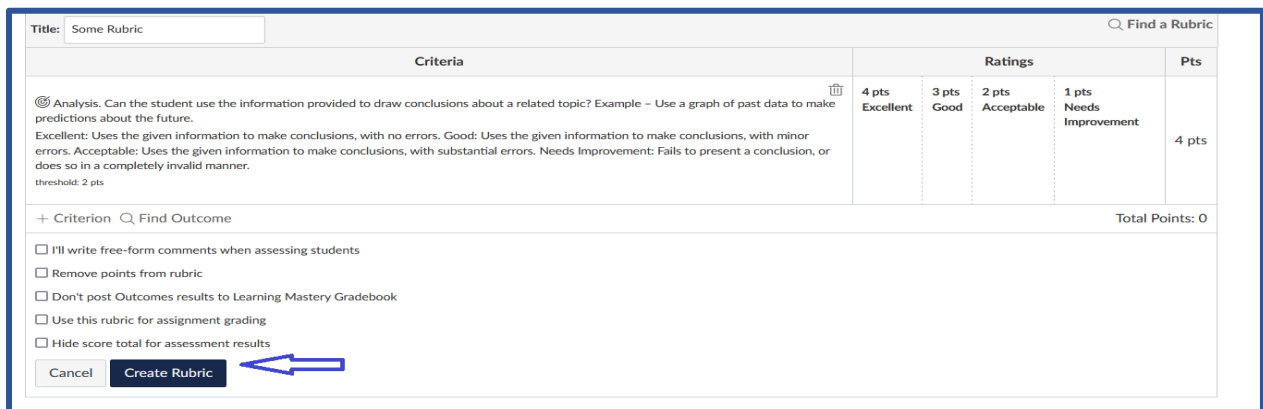 Title: Some Rubric
Find a Rubric
Criteria Ratings Pts
Analysis. Can the student use the information provided to draw conclusions about a related topic? Example – Use a graph of past data to make
predictions about the future.
Excellent: Uses the given information to make conclusions, with no errors. Good: Uses the given information to make conclusions, with minor
errors. Acceptable: Uses the given information to make conclusions, with substantial errors. Needs Improvement: Fails to present a conclusion, or
does so in a completely invalid manner.
threshold: 2 pts
4 pts
Excellent
3 pts
Good
2 pts
Acceptable
1 pts
Needs
Improvement
4 pts
+ Criterion Find Outcome
Total Points: 0
I'll write free-form comments when assessing students
Remove points from rubric
Don't post Outcomes results to Learning Mastery Gradebook
Use this rubric for assignment grading
Hide score total for assessment results
Cancel Create Rubric